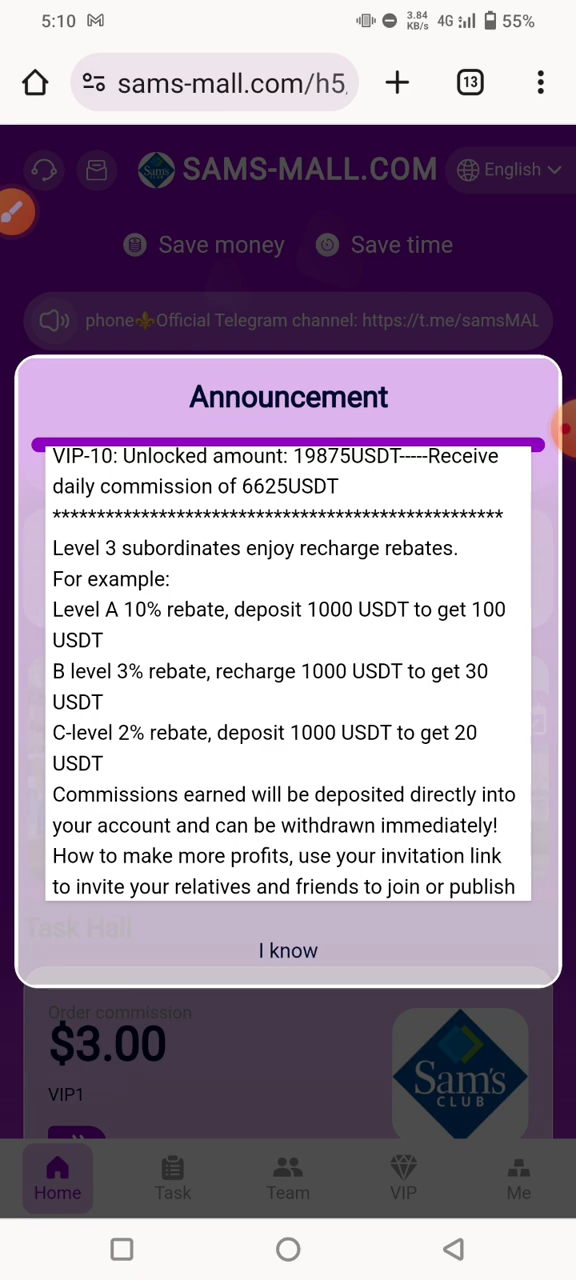 5:10
3.84
KB/s
4G
55%
sams-mall.com/h5
13
Sam's
SAMS-MALL.COM
English
Save money
Save time
phone⚜Official Telegram channel: https://t.me/samsMAL
Announcement
VIP-10: Unlocked amount: 19875USDT-----Receive
daily commission of 6625USDT
**************************************************
Level 3 subordinates enjoy recharge rebates.
For example:
Level A 10% rebate, deposit 1000 USDT to get 100
USDT
B level 3% rebate, recharge 1000 USDT to get 30
USDT
C-level 2% rebate, deposit 1000 USDT to get 20
USDT
Commissions earned will be deposited directly into
your account and can be withdrawn immediately!
How to make more profits, use your invitation link
to invite your relatives and friends to join or publish
Task Hall
I know
Order commission
$3.00
VIP1
Sam's
CLUB
Home
Task
Team
VIP
Me